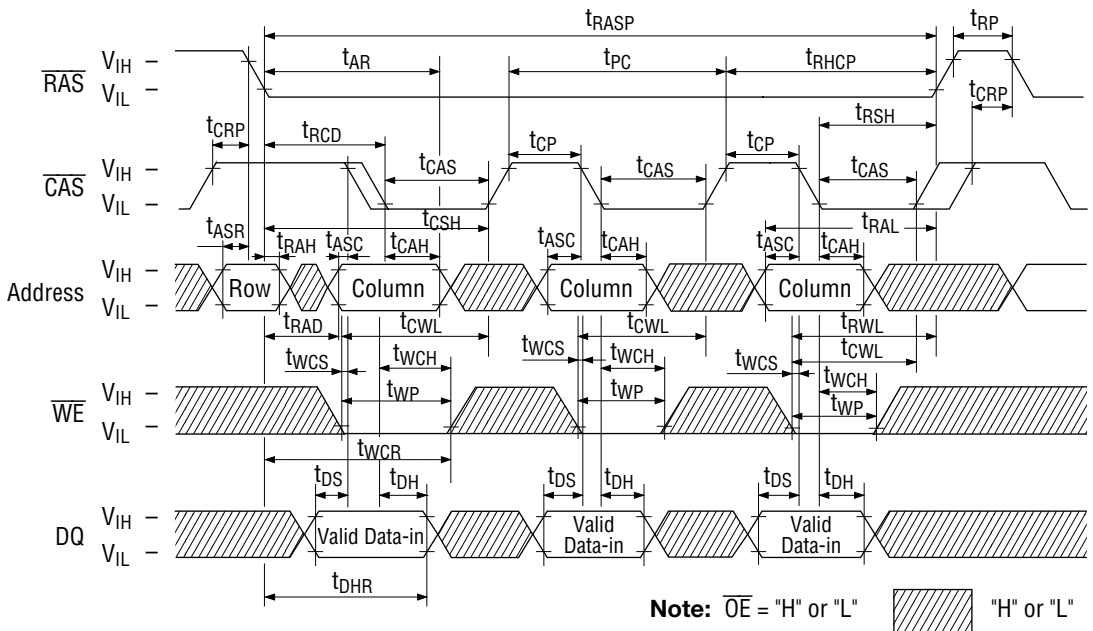 tRASP tRP
tAR tPC tRHCP
RAS VIH –
VIL –
tCRP tRCD tRSH tCRP
tCP tCP
CAS VIH –
VIL –
tCAS tCAS tCAS
tCSH tRAL
tASR tRAH tASC tCAH tASC tCAH tASC tCAH
Address VIH –
VIL –
Row Column Column Column
tRAD tCWL tCWL tRWL
tCWL
tWCS tWCH tWCS tWCH tWCS tWCH
tWP tWP tWP
WE VIH –
VIL –
tWCR
tDS tDH tDS tDH tDS tDH
DQ VIH –
VIL –
Valid Data-in Valid Data-in Valid Data-in
tDHR
Note: OE = "H" or "L" "H" or "L"